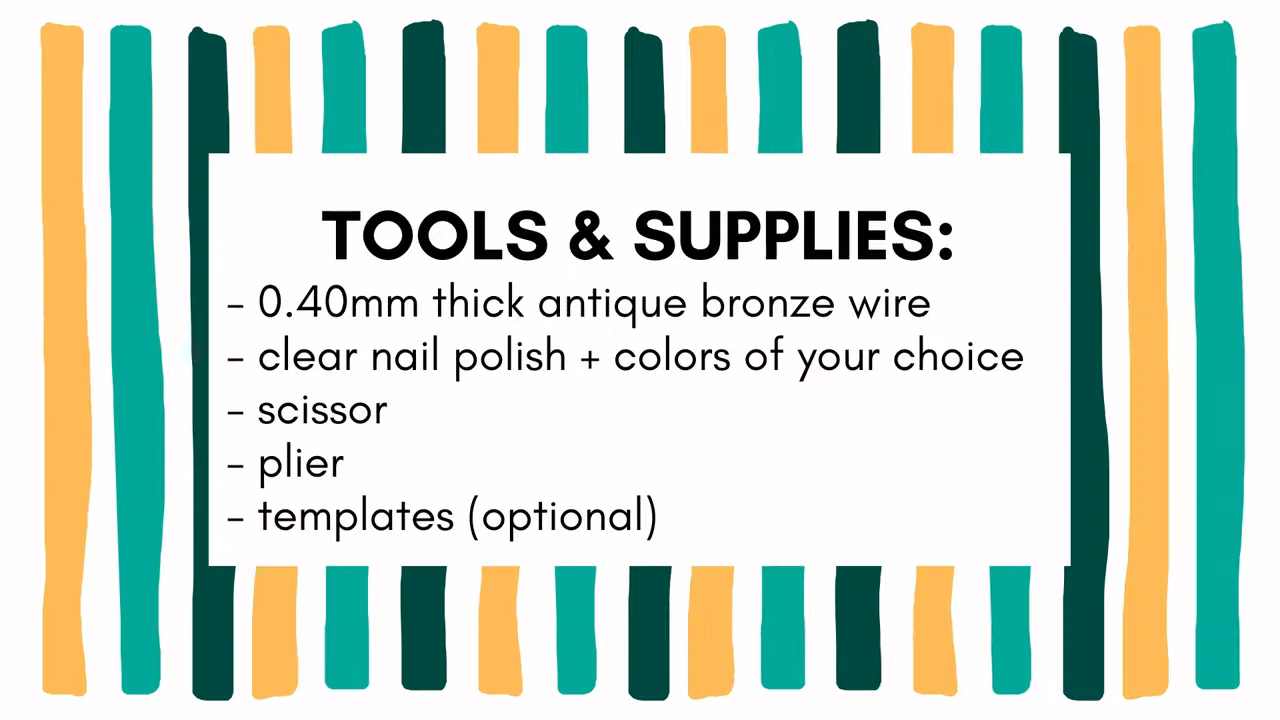 TOOLS & SUPPLIES:
- 0.40mm thick antique bronze wire
- clear nail polish + colors of your choice
- scissor
- plier
- templates (optional)